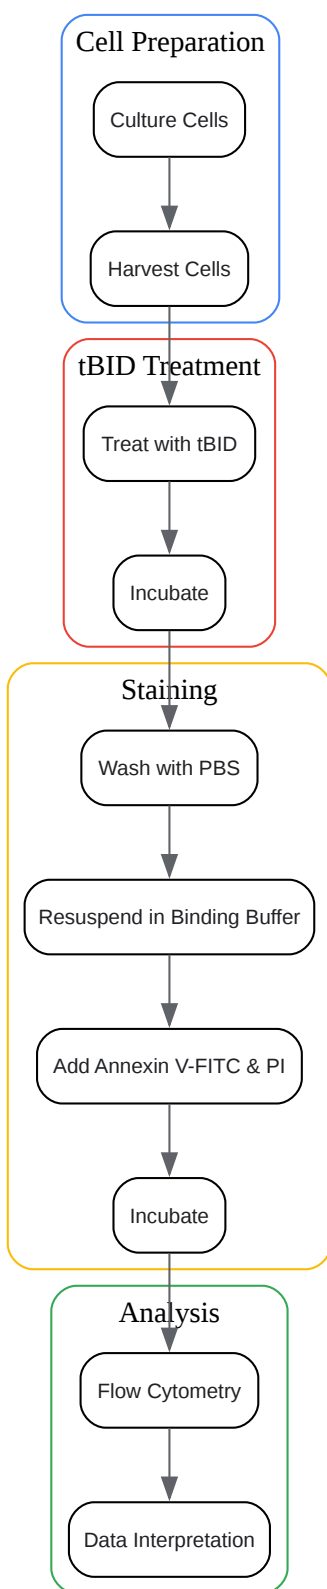 Cell Preparation
Culture Cells
Harvest Cells
tBID Treatment
Treat with tBID
Incubate
Staining
Wash with PBS
Resuspend in Binding Buffer
Add Annexin V-FITC & PI
Incubate
Analysis
Flow Cytometry
Data Interpretation